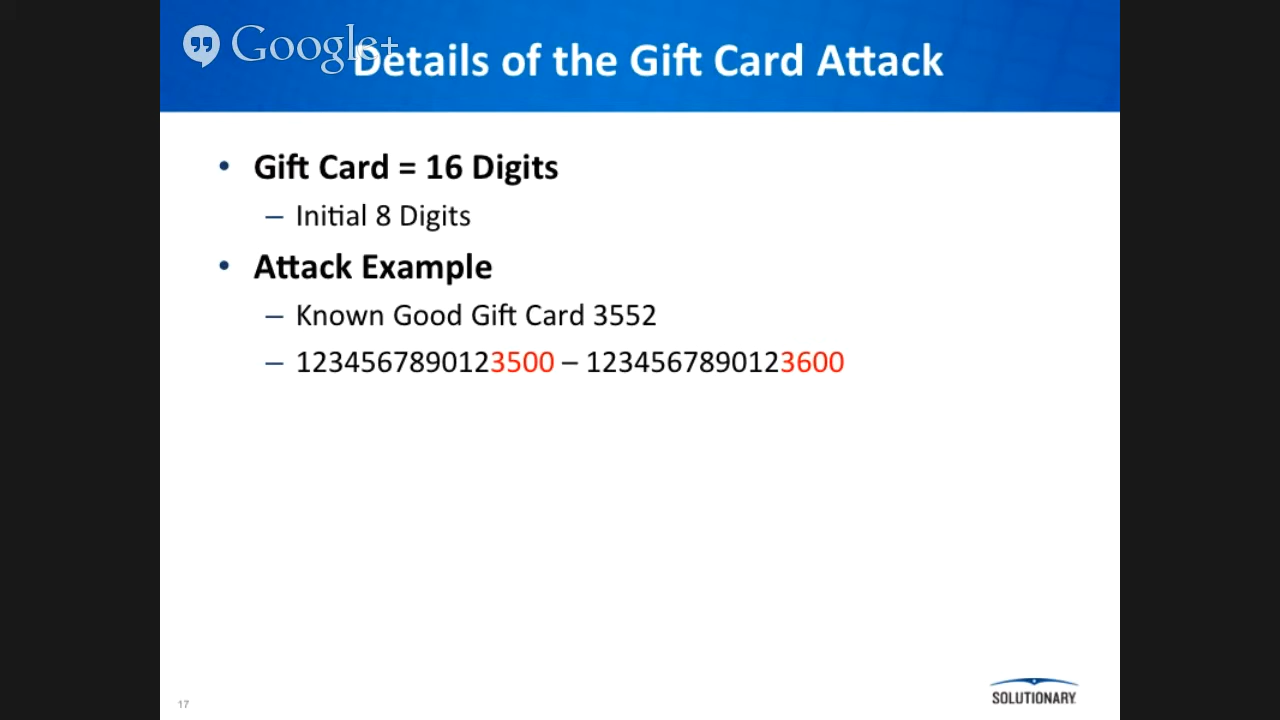 Google+
Details of the Gift Card Attack
• Gift Card = 16 Digits
– Initial 8 Digits
• Attack Example
– Known Good Gift Card 3552
– 1234567890123500 – 1234567890123600
17
SOLUTIONARY